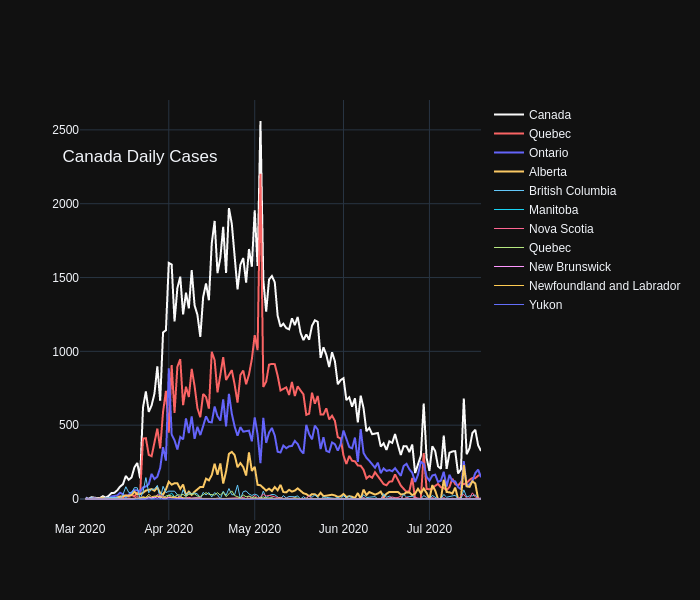 Canada Daily Cases
2500
2000
1500
1000
500
0
Mar 2020
Apr 2020
May 2020
Jun 2020
Jul 2020
Canada
Quebec
Ontario
Alberta
British Columbia
Manitoba
Nova Scotia
Quebec
New Brunswick
Newfoundland and Labrador
Yukon